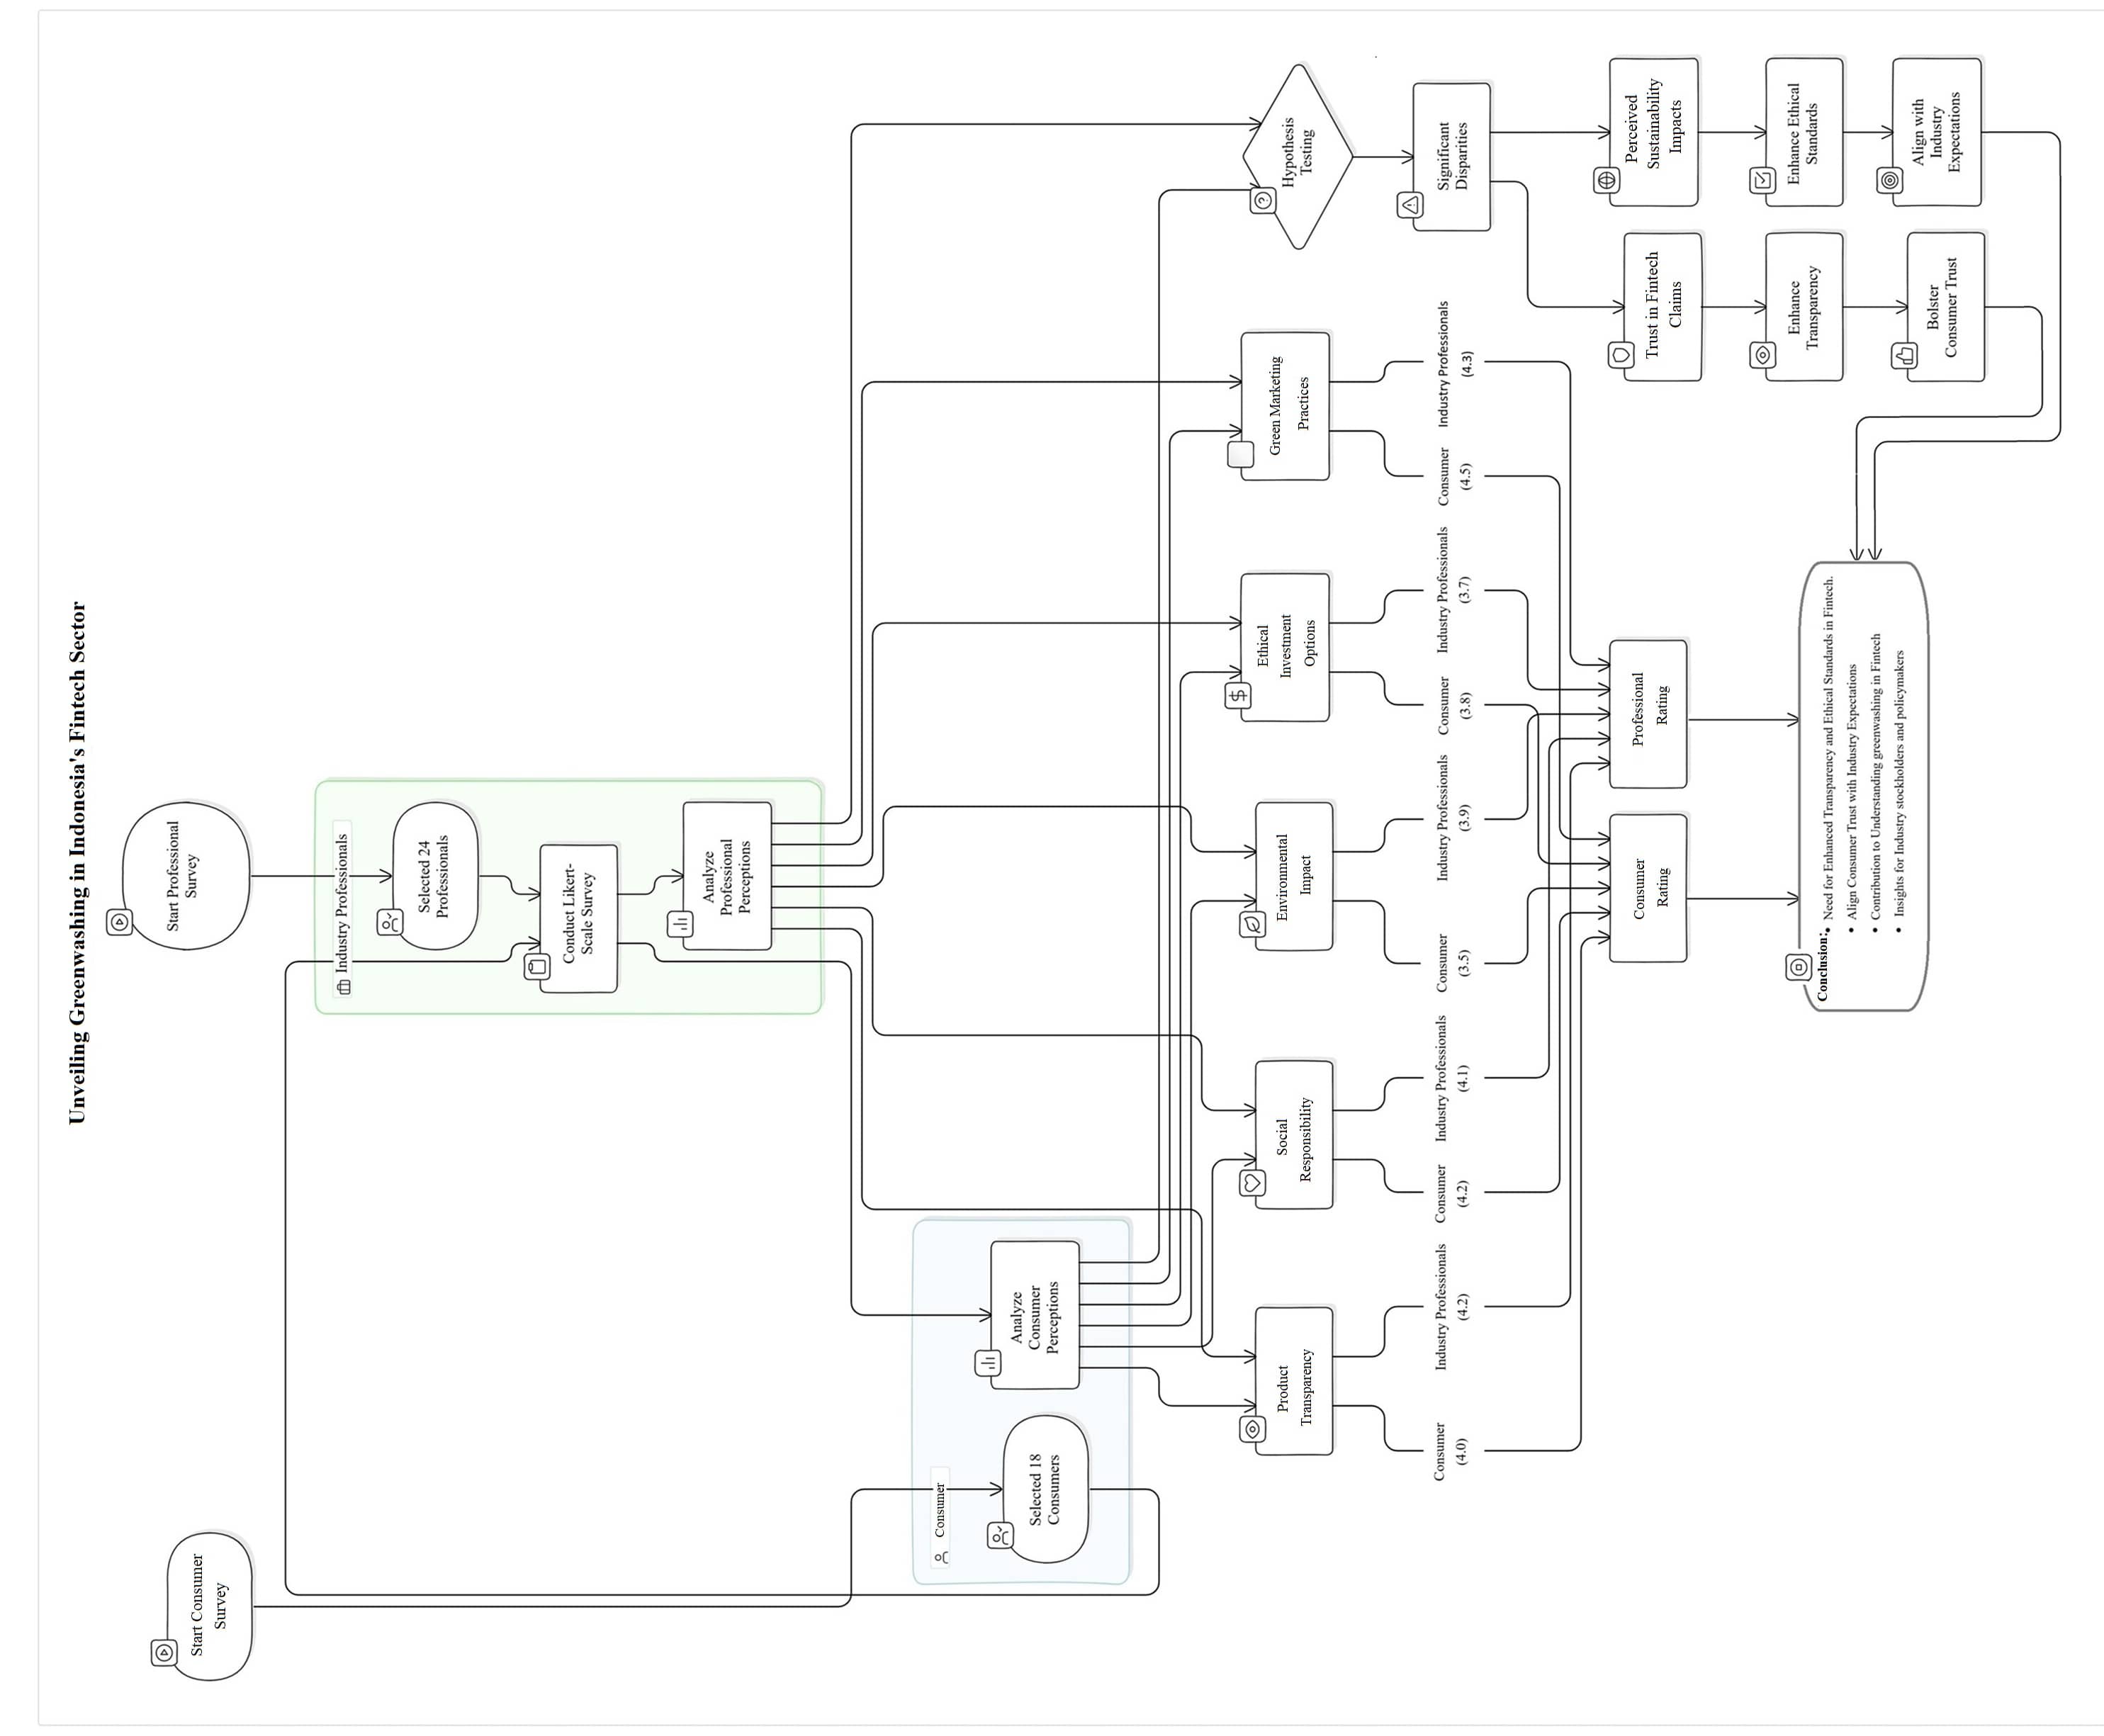 Unveiling Greenwashing in Indonesia's Fintech Sector
Start Consumer
Survey
Start Professional
Survey
Industry Professionals
Selected 24
Professionals
Conduct Likert-
Scale Survey
Analyze
Professional
Perceptions
Consumer
Selected 18
Consumers
Analyze
Consumer
Perceptions
Product
Transparency
Social
Responsibility
Environmental
Impact
Ethical
Investment
Options
Green Marketing
Practices
Hypothesis
Testing
Consumer
(4.0)
Industry Professionals
(4.2)
Consumer
(4.2)
Industry Professionals
(4.1)
Consumer
(3.5)
Industry Professionals
(3.9)
Consumer
(3.8)
Industry Professionals
(3.7)
Consumer
(4.5)
Industry Professionals
(4.3)
Significant
Disparities
Consumer
Rating
Professional
Rating
Trust in Fintech
Claims
Perceived
Sustainability
Impacts
Enhance
Transparency
Enhance Ethical
Standards
Bolster
Consumer Trust
Align with
Industry
Expectations
Conclusion:
• Need for Enhanced Transparency and Ethical Standards in Fintech.
• Align Consumer Trust with Industry Expectations
• Contribution to Understanding greenwashing in Fintech
• Insights for Industry stockholders and policymakers